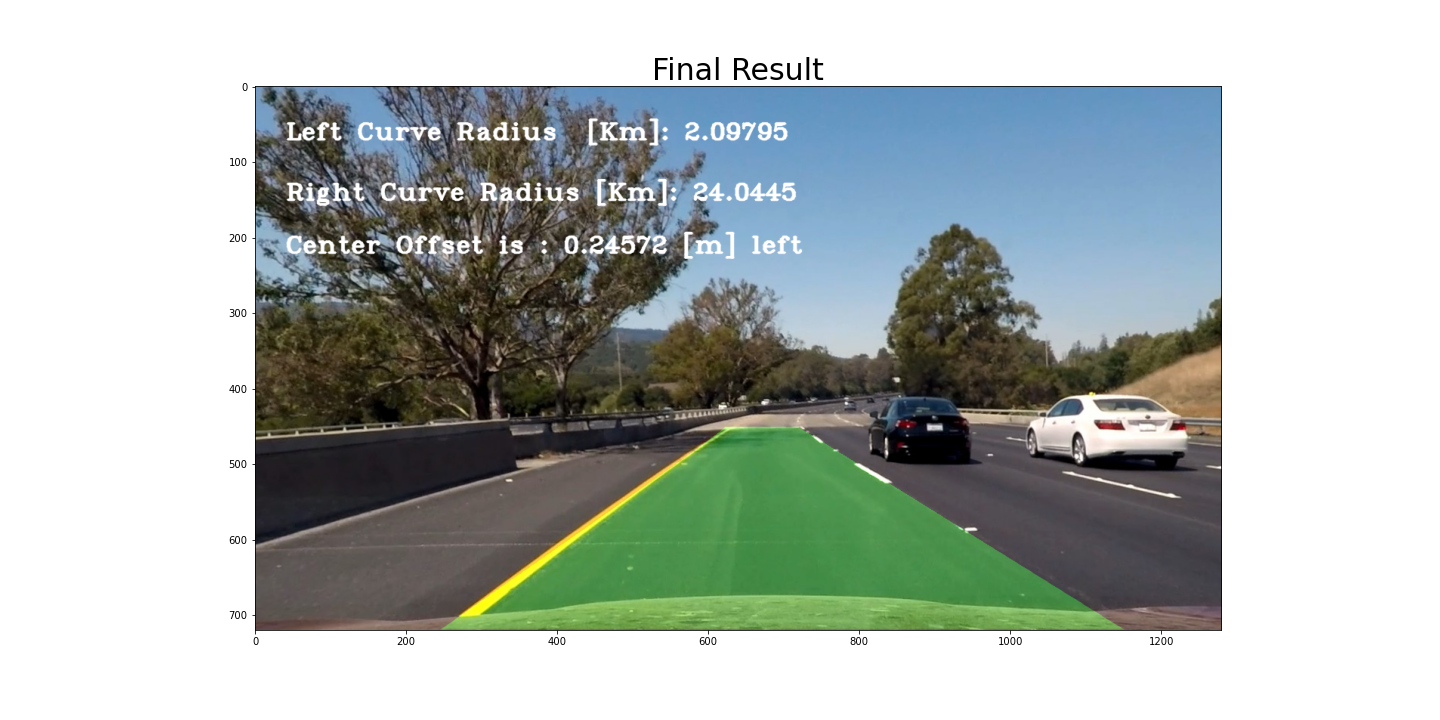 Final Result
Left Curve Radius  [Km]: 2.09795
Right Curve Radius [Km]: 24.0445
Center Offset is : 0.24572 [m] left
0
100
200
300
400
500
600
700
0 200 400 600 800 1000 1200